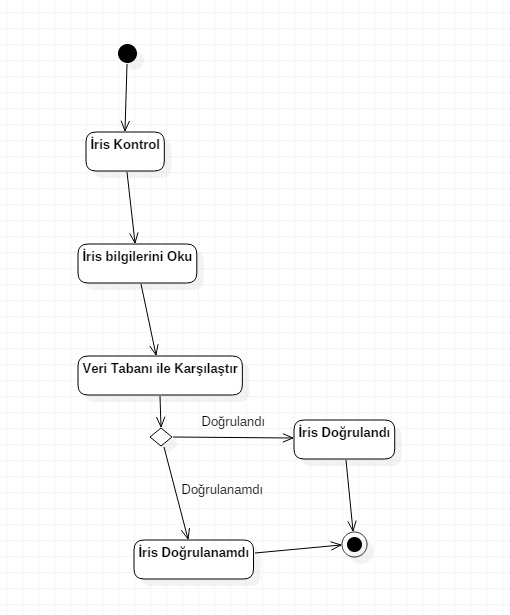 İris Kontrol
İris bilgilerini Oku
Veri Tabanı ile Karşılaştır
Doğrulandı
İris Doğrulandı
Doğrulanamdı
İris Doğrulanamdı